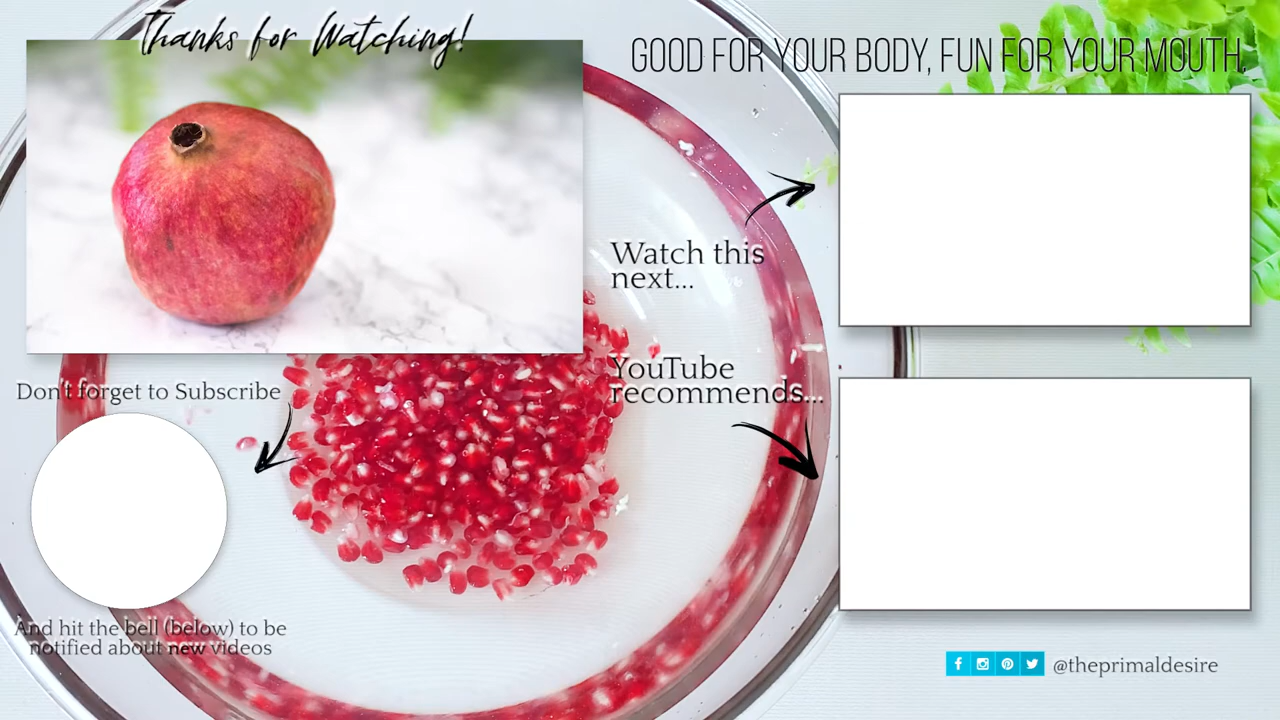 Thanks for Watching!
GOOD FOR YOUR BODY, FUN FOR YOUR MOUTH.
Watch this
next...
YouTube
recommends...
Don't forget to Subscribe
And hit the bell (below) to be
notified about new videos
@theprimaldesire